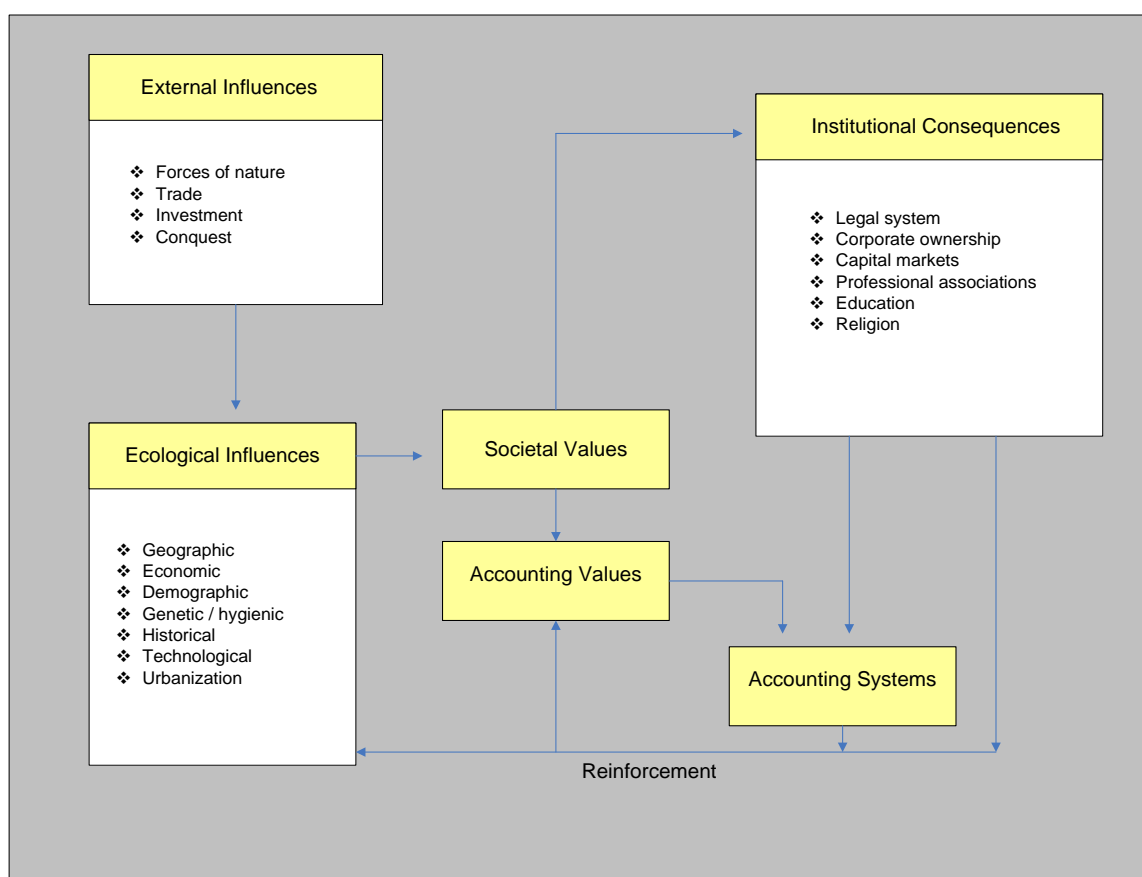 External Influences
❖ Forces of nature
❖ Trade
❖ Investment
❖ Conquest
Institutional Consequences
❖ Legal system
❖ Corporate ownership
❖ Capital markets
❖ Professional associations
❖ Education
❖ Religion
Ecological Influences
❖ Geographic
❖ Economic
❖ Demographic
❖ Genetic / hygienic
❖ Historical
❖ Technological
❖ Urbanization
Societal Values
Accounting Values
Accounting Systems
Reinforcement